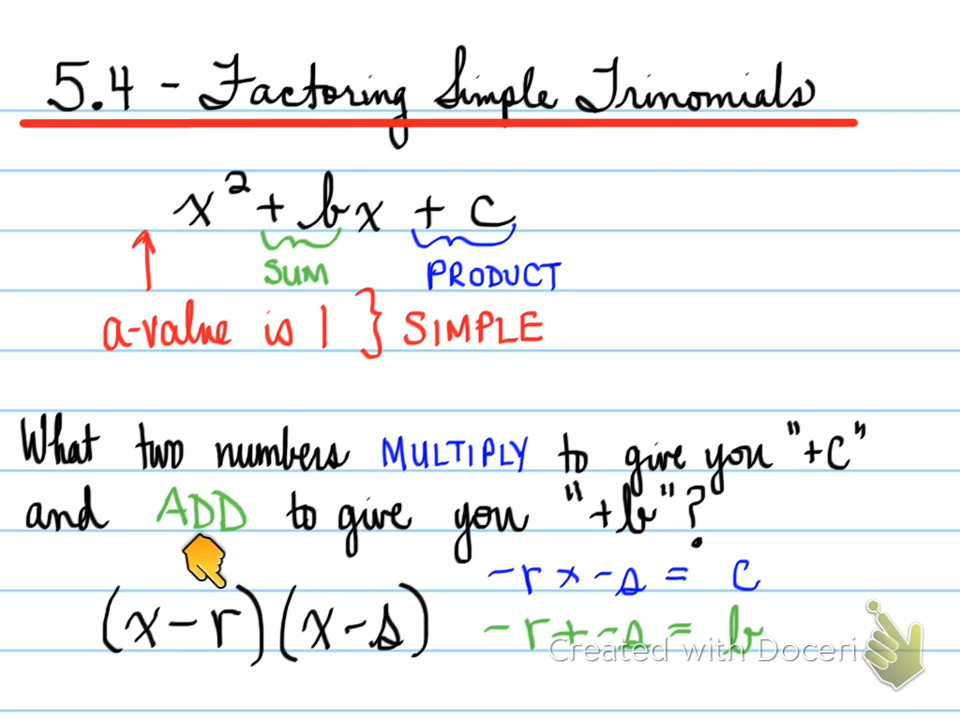 5.4 - Factoring Simple Trinomials
x² + bx + c
SUM PRODUCT
a-value is 1 } SIMPLE
What two numbers MULTIPLY to give you "+c"
and ADD to give you "+b"?
-r x -s = c
(x - r)(x - s) -r + -s = b
Created with Doceri